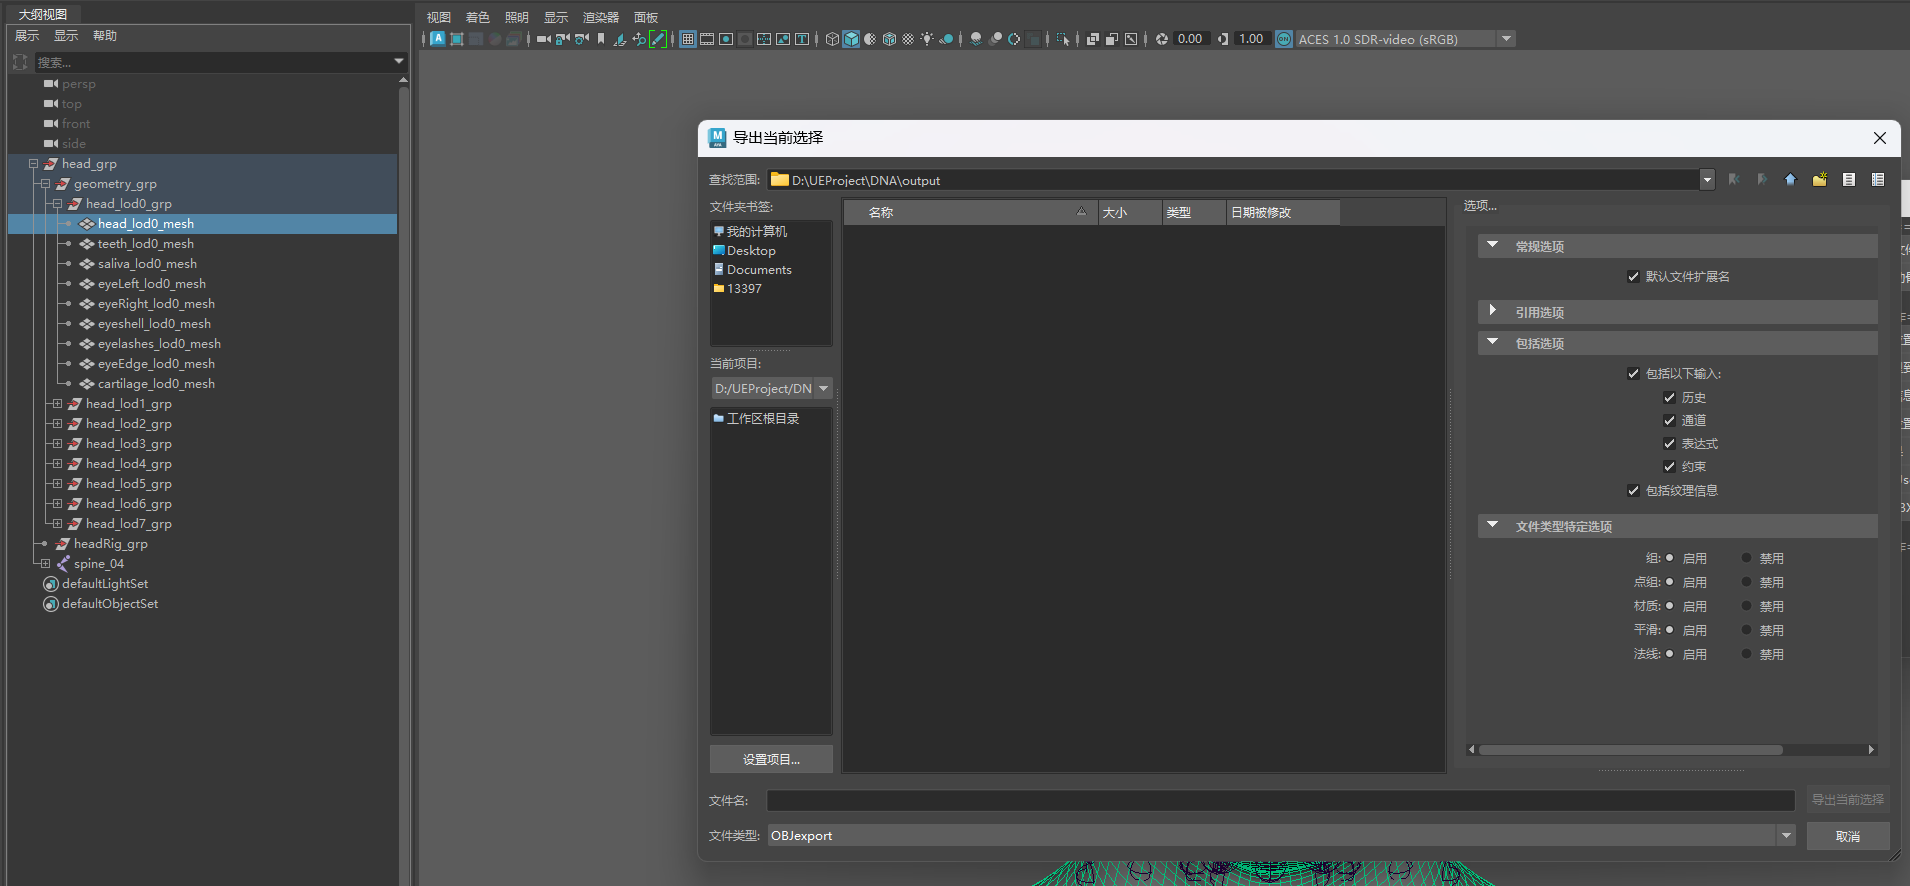 大纲视图
展示 显示 帮助
搜索...
persp
top
front
side
head_grp
geometry_grp
head_lod0_grp
head_lod0_mesh
teeth_lod0_mesh
saliva_lod0_mesh
eyeLeft_lod0_mesh
eyeRight_lod0_mesh
eyeshell_lod0_mesh
eyelashes_lod0_mesh
eyeEdge_lod0_mesh
cartilage_lod0_mesh
head_lod1_grp
head_lod2_grp
head_lod3_grp
head_lod4_grp
head_lod5_grp
head_lod6_grp
head_lod7_grp
headRig_grp
spine_04
defaultLightSet
defaultObjectSet
视图 着色 照明 显示 渲染器 面板
0.00 1.00 ACES 1.0 SDR-video (sRGB)
导出当前选择
查找范围: D:\UEProject\DNA\output
文件夹书签:
我的计算机
Desktop
Documents
13397
当前项目:
D:/UEProject/DN
工作区根目录
设置项目...
名称 大小 类型 日期被修改
选项...
常规选项
默认文件扩展名
引用选项
包括选项
包括以下输入:
历史
通道
表达式
约束
包括纹理信息
文件类型特定选项
组: 启用 禁用
点组: 启用 禁用
材质: 启用 禁用
平滑: 启用 禁用
法线: 启用 禁用
文件名: 导出当前选择
文件类型: OBJexport 取消